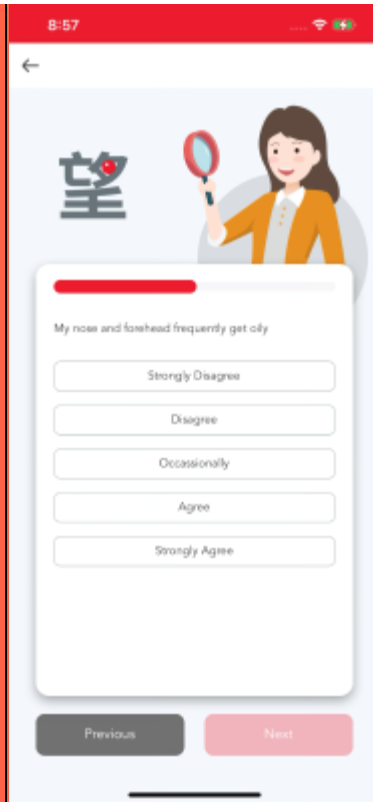 8:57
望
My nose and forehead frequently get oily
Strongly Disagree
Disagree
Occassionally
Agree
Strongly Agree
Previous
Next